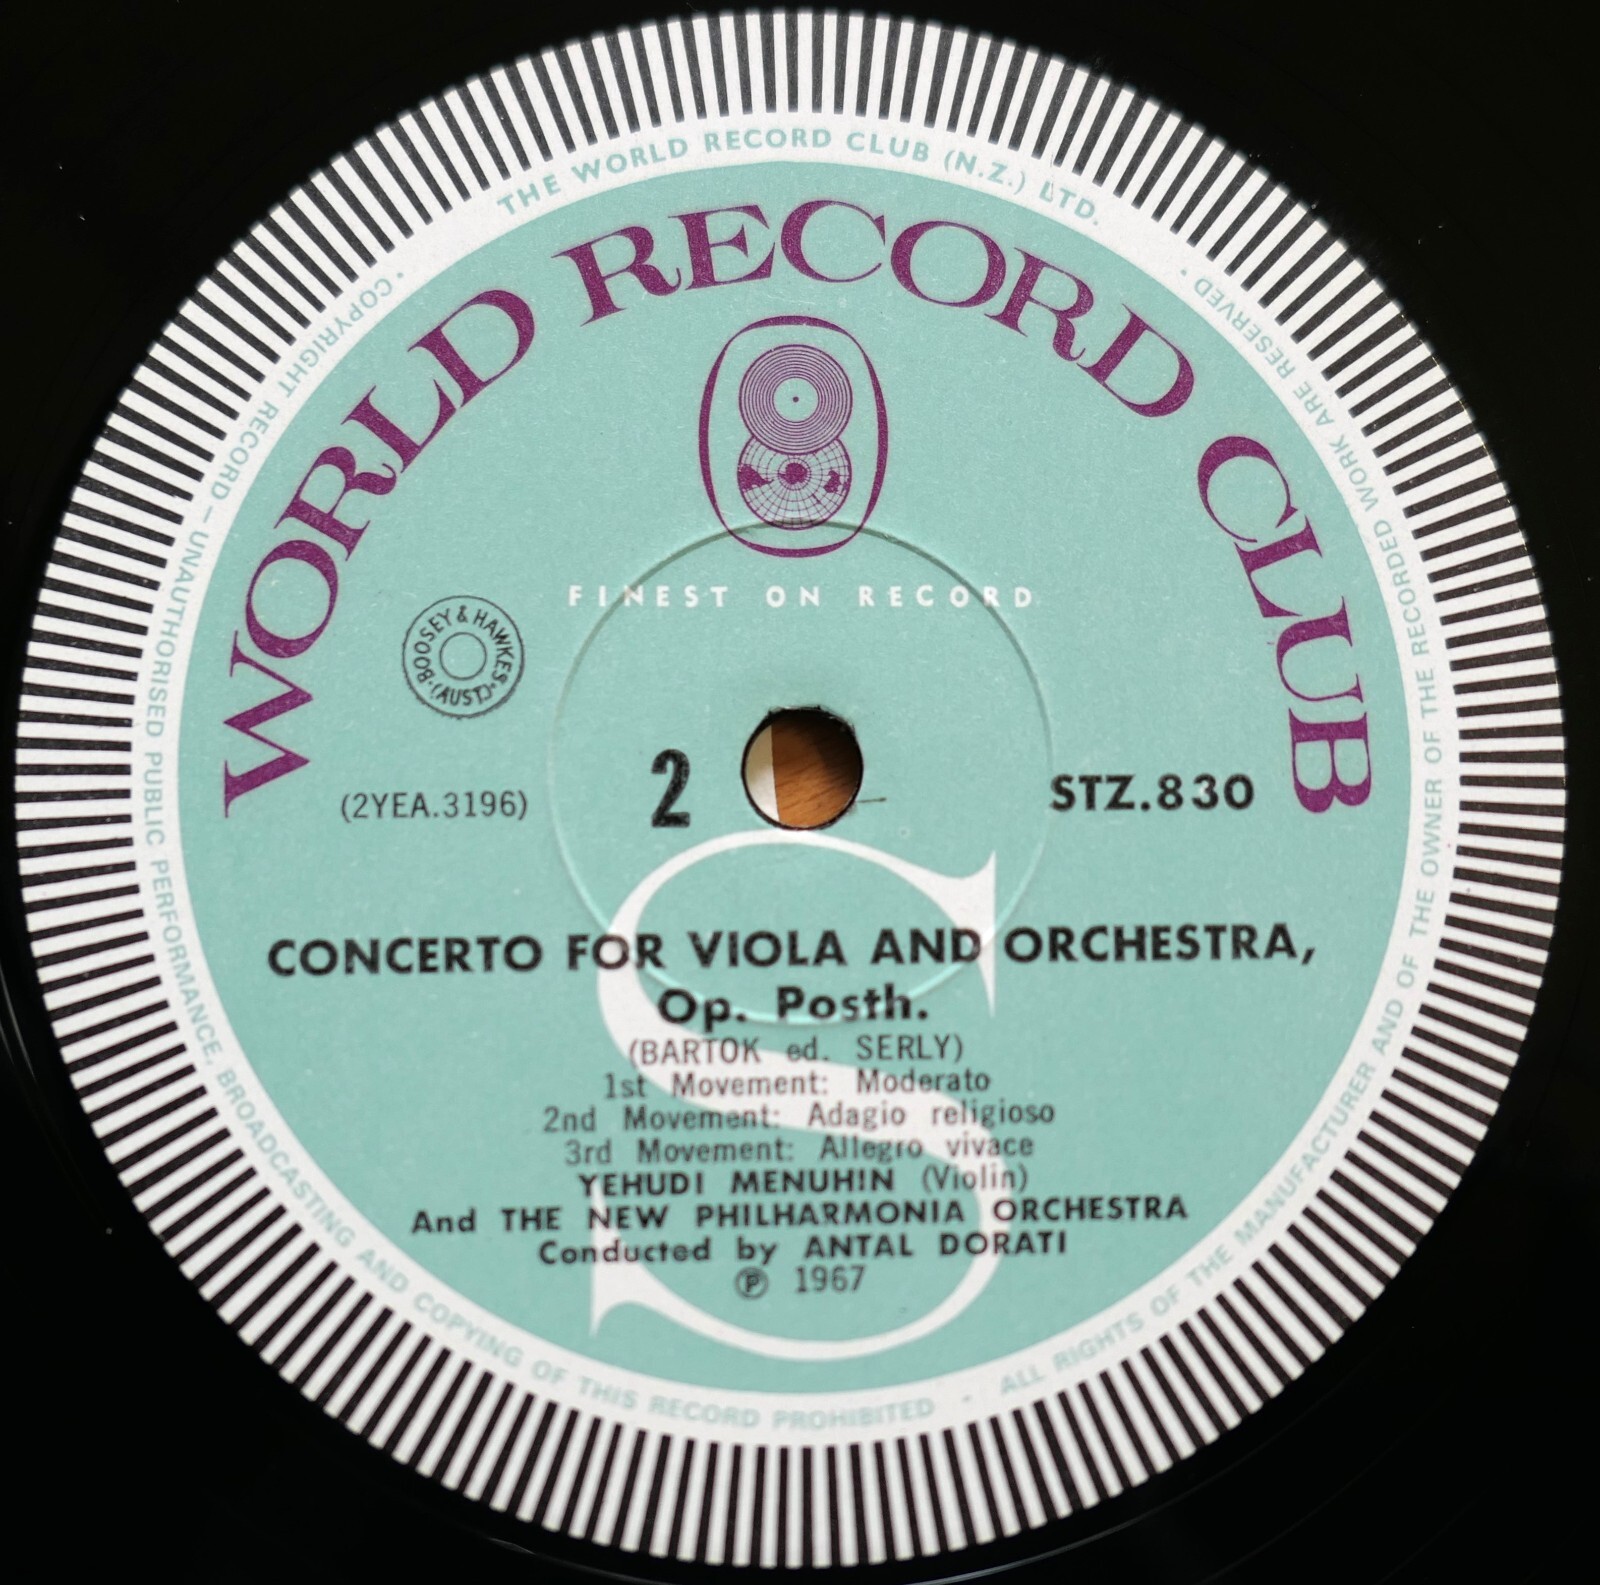 THE WORLD RECORD CLUB (N.Z.) LTD.
· COPYRIGHT RECORD – UNAUTHORISED PUBLIC PERFORMANCE, BROADCASTING AND COPYING OF THIS RECORD PROHIBITED · ALL RIGHTS OF THE MANUFACTURER AND OF THE OWNER OF THE RECORDED WORK ARE RESERVED ·
WORLD RECORD CLUB
FINEST ON RECORD
BOOSEY & HAWKES
(AUST)
(2YEA.3196)
2
STZ.830
S
CONCERTO FOR VIOLA AND ORCHESTRA,
Op. Posth.
(BARTOK ed. SERLY)
1st Movement: Moderato
2nd Movement: Adagio religioso
3rd Movement: Allegro vivace
YEHUDI MENUHIN (Violin)
And THE NEW PHILHARMONIA ORCHESTRA
Conducted by ANTAL DORATI
℗ 1967